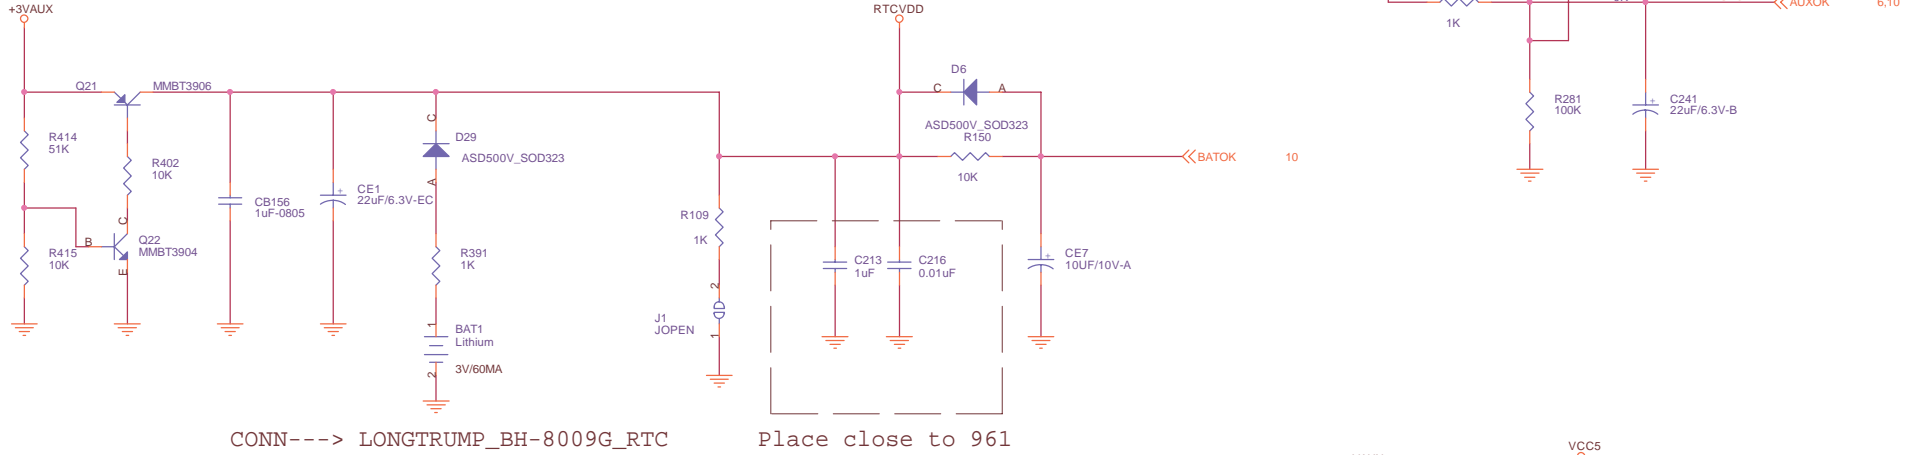 +3VAUX
RTCVDD
AUXOK 6,10
1K
Q21
MMBT3906
D6
C
A
ASD500V_SOD323
R414
51K
R402
10K
C
D29
ASD500V_SOD323
A
R150
10K
BATOK 10
R281
100K
C241
22uF/6.3V-B
CB156
1uF-0805
CE1
22uF/6.3V-EC
R109
1K
C
B
Q22
MMBT3904
E
R415
10K
R391
1K
C213
1uF
C216
0.01uF
CE7
10UF/10V-A
2
J1
JOPEN
1
1
BAT1
Lithium
3V/60MA
2
CONN---> LONGTRUMP_BH-8009G_RTC
Place close to 961
VCC5